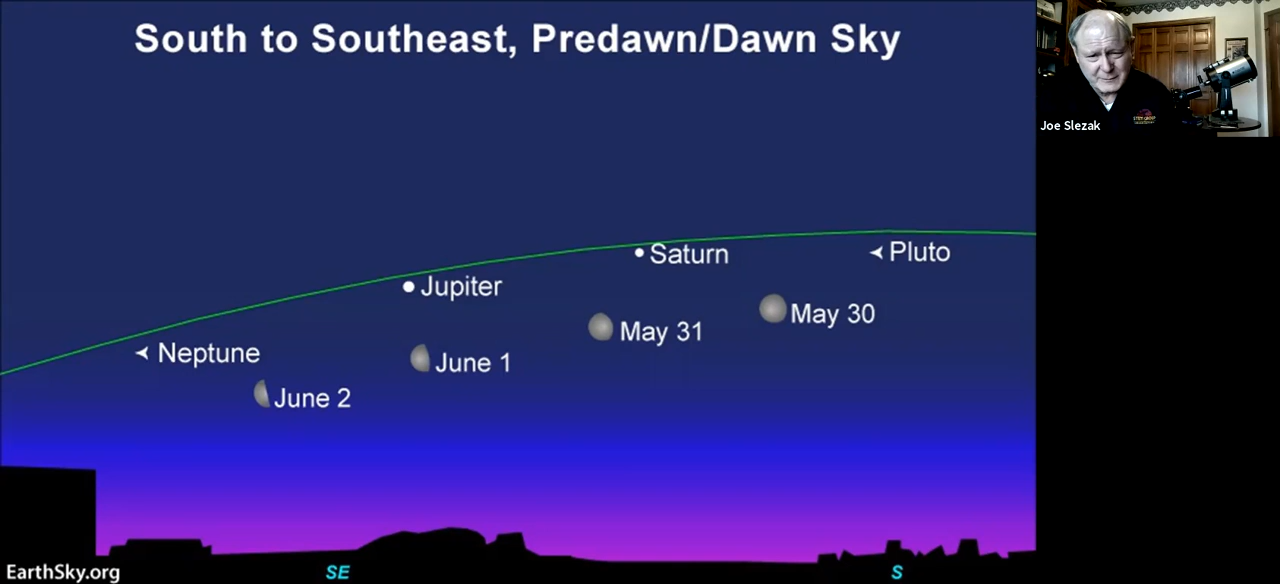 South to Southeast, Predawn/Dawn Sky
Joe Slezak
Saturn
Pluto
Jupiter
May 30
May 31
Neptune
June 1
June 2
EarthSky.org
SE
S